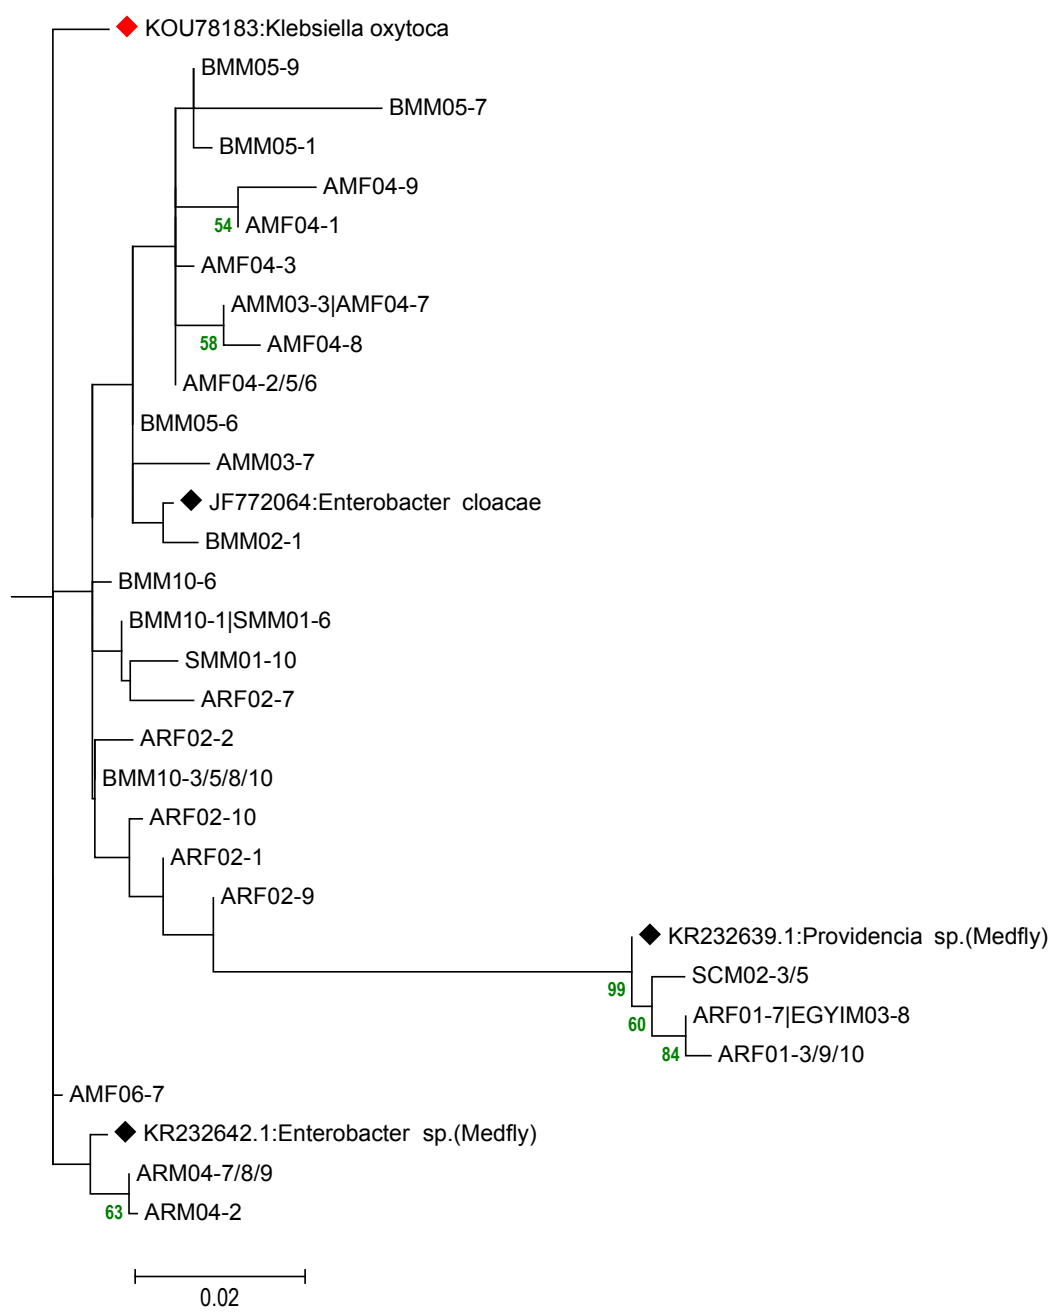 KOU78183:Klebsiella oxytoca
BMM05-9
BMM05-7
BMM05-1
AMF04-9
54 AMF04-1
AMF04-3
AMM03-3|AMF04-7
58 AMF04-8
AMF04-2/5/6
BMM05-6
AMM03-7
JF772064:Enterobacter cloacae
BMM02-1
BMM10-6
BMM10-1|SMM01-6
SMM01-10
ARF02-7
ARF02-2
BMM10-3/5/8/10
ARF02-10
ARF02-1
ARF02-9
KR232639.1:Providencia sp.(Medfly)
SCM02-3/5
99
ARF01-7|EGYIM03-8
60
ARF01-3/9/10
84
AMF06-7
KR232642.1:Enterobacter sp.(Medfly)
ARM04-7/8/9
63 ARM04-2
0.02